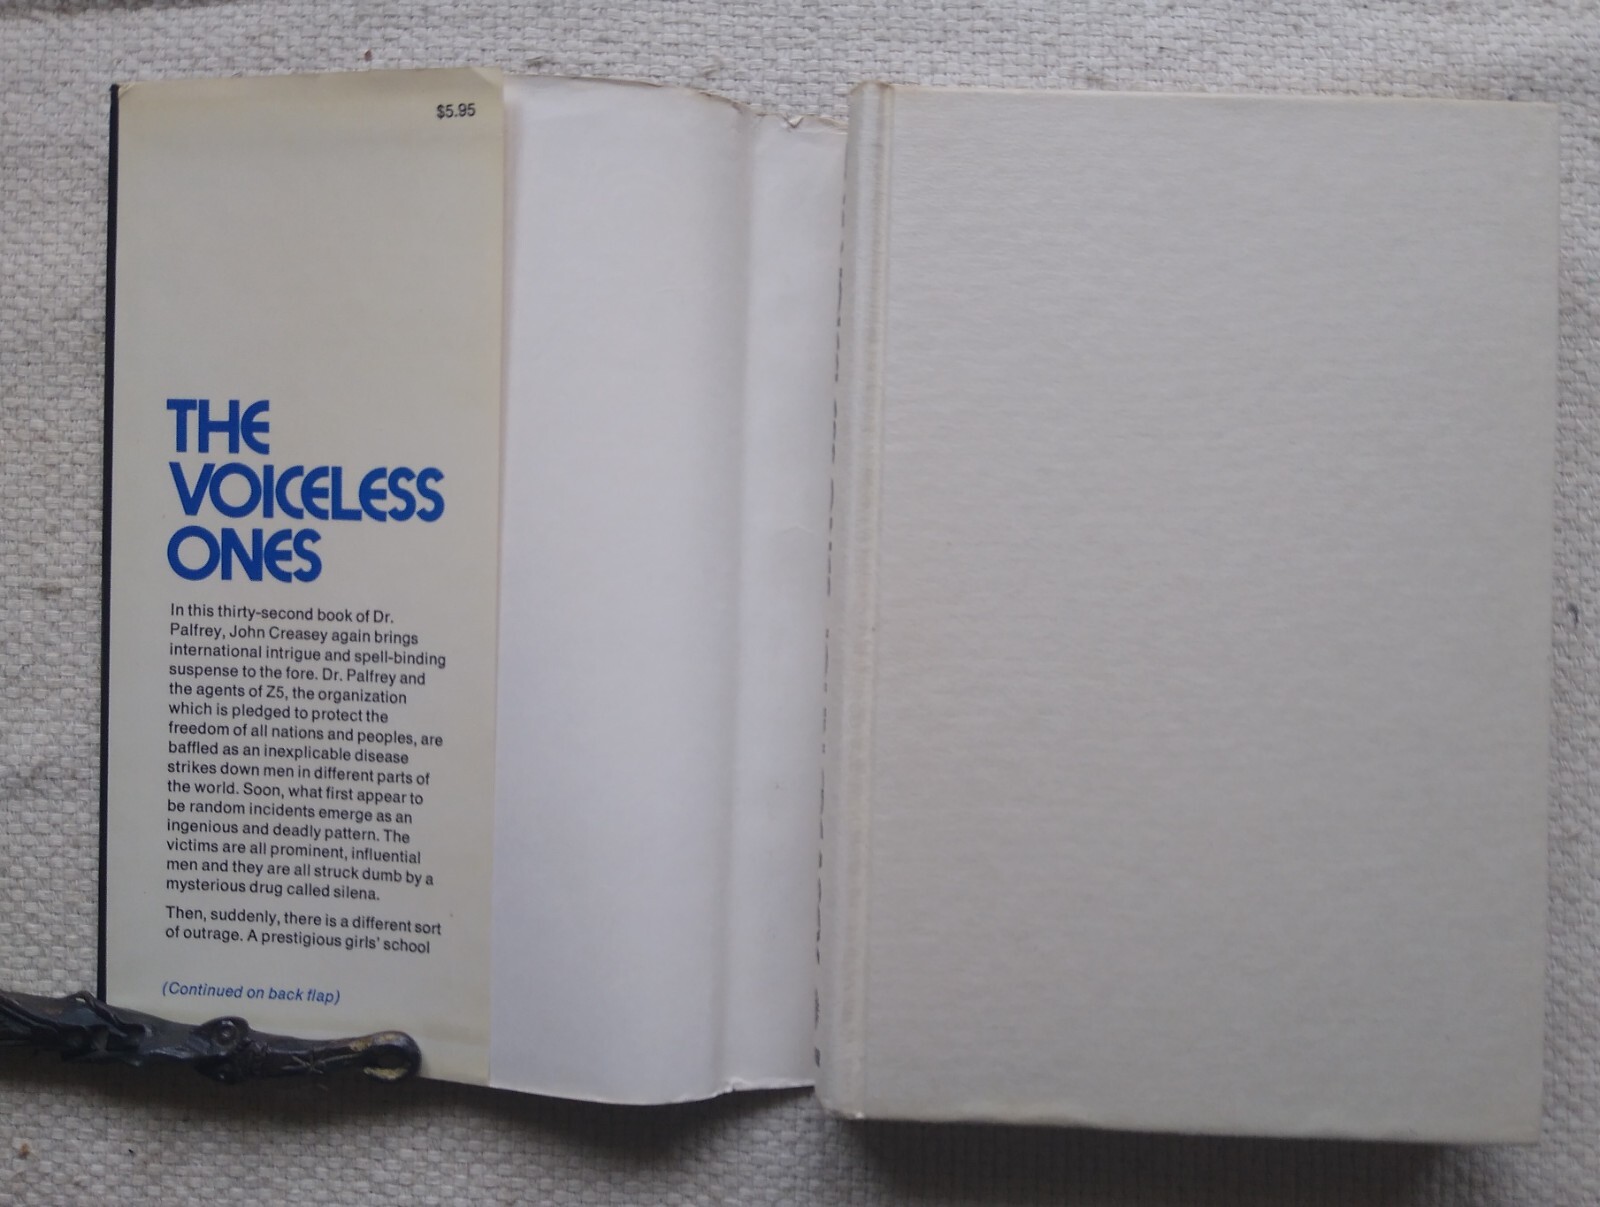 $5.95
THE
VOICELESS
ONES
In this thirty-second book of Dr.
Palfrey, John Creasey again brings
international intrigue and spell-binding
suspense to the fore. Dr. Palfrey and
the agents of Z5, the organization
which is pledged to protect the
freedom of all nations and peoples, are
baffled as an inexplicable disease
strikes down men in different parts of
the world. Soon, what first appear to
be random incidents emerge as an
ingenious and deadly pattern. The
victims are all prominent, influential
men and they are all struck dumb by a
mysterious drug called silena.
Then, suddenly, there is a different sort
of outrage. A prestigious girls' school
(Continued on back flap)